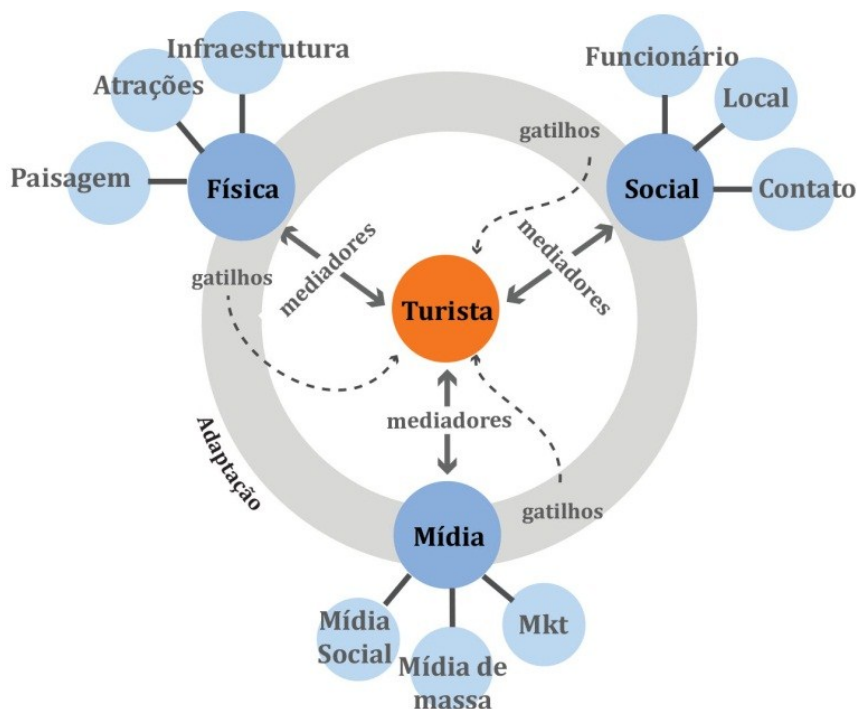 Infraestrutura
Atrações
Paisagem
Física
Funcionário
Local
Contato
Social
gatilhos
mediadores
mediadores
gatilhos
Turista
mediadores
Adaptação
gatilhos
Mídia
Mídia
Social
Mídia de
massa
Mkt